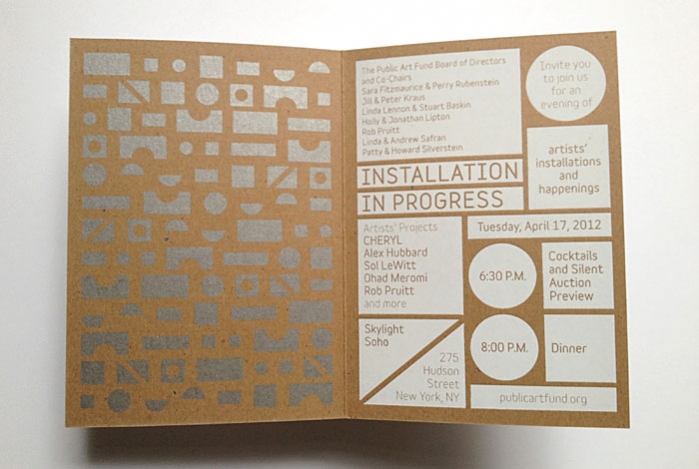 The Public Art Fund Board of Directors
and Co-Chairs
Sara Fitzmaurice & Perry Rubenstein
Jill & Peter Kraus
Linda Lennon & Stuart Baskin
Holly & Jonathan Lipton
Rob Pruitt
Linda & Andrew Safran
Patty & Howard Silverstein
Invite you
to join us
for an
evening of
artists'
installations
and
happenings
INSTALLATION
IN PROGRESS
Artists' Projects
CHERYL
Alex Hubbard
Sol LeWitt
Ohad Meromi
Rob Pruitt
and more
Tuesday, April 17, 2012
6:30 P.M.
Cocktails
and Silent
Auction
Preview
8:00 P.M.
Dinner
Skylight
Soho
275
Hudson
Street
New York, NY
publicartfund.org